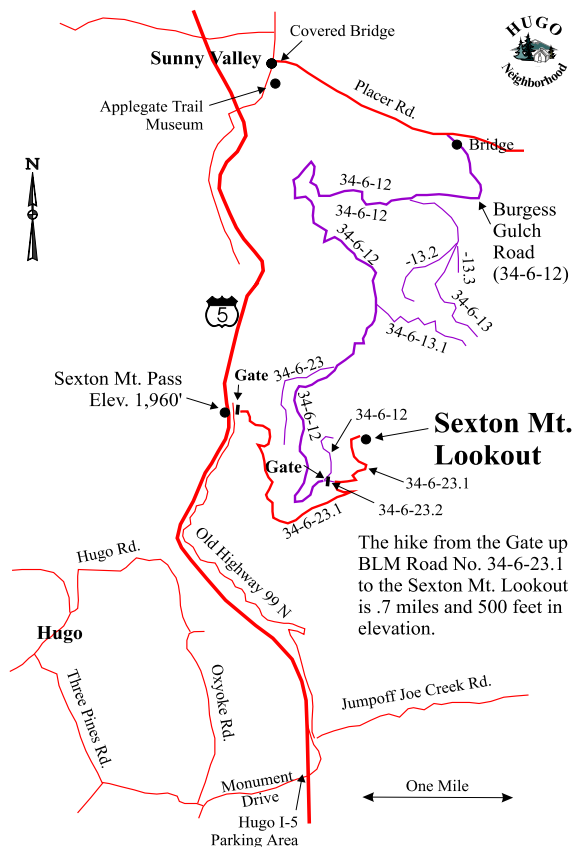 HUGO
Neighborhood
Covered Bridge
Sunny Valley
Applegate Trail
Museum
Placer Rd.
Bridge
N
34-6-12
34-6-12
34-6-12
Burgess
Gulch
Road
(34-6-12)
-13.2
-13.3
34-6-13
34-6-13.1
5
34-6-23
Sexton Mt. Pass
Elev. 1,960'
Gate
34-6-12
34-6-12
Sexton Mt.
Lookout
Gate
34-6-23.1
34-6-23.2
34-6-23.1
The hike from the Gate up
BLM Road No. 34-6-23.1
to the Sexton Mt. Lookout
is .7 miles and 500 feet in
elevation.
Old Highway 99 N
Hugo Rd.
Hugo
Three Pines Rd.
Oxyoke Rd.
Jumpoff Joe Creek Rd.
Monument
Drive
One Mile
Hugo I-5
Parking Area